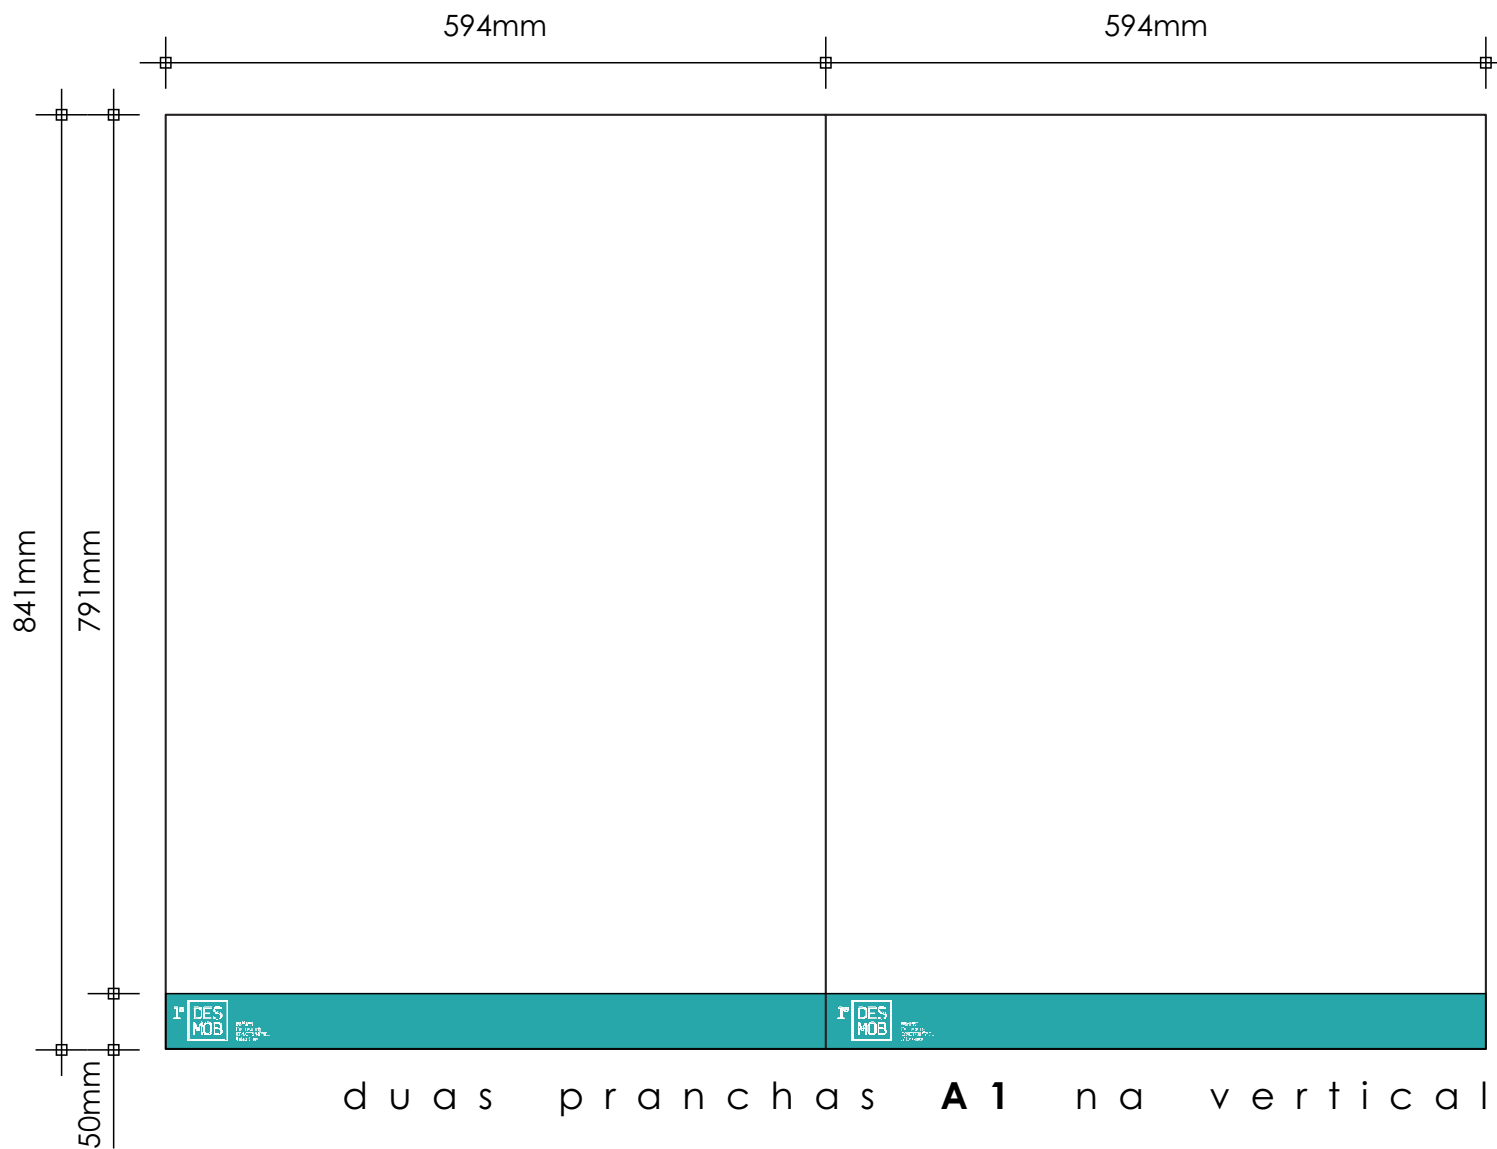 594mm 594mm
841mm
791mm
50mm
1º DES
MOB
1º DES
MOB
duas pranchas A1 na vertical